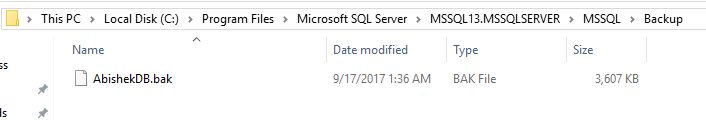 This PC > Local Disk (C:) > Program Files > Microsoft SQL Server > MSSQL13.MSSQLSERVER > MSSQL > Backup
Name Date modified Type Size
ss
AbishekDB.bak 9/17/2017 1:36 AM BAK File 3,607 KB
ls